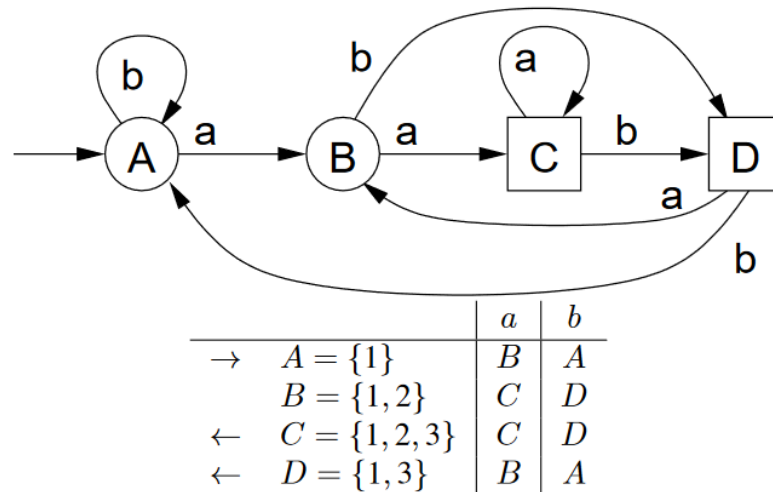 b b a
A a B a C b D
a
b
a b
→ A = {1} B A
B = {1, 2} C D
← C = {1, 2, 3} C D
← D = {1, 3} B A